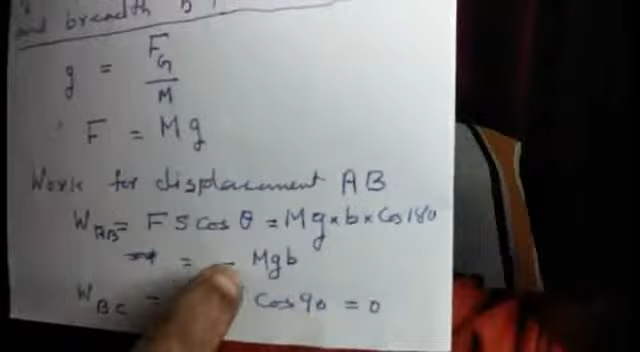 and breadth b
g = F_G / M
F = Mg
Work for displacement AB
W_AB = F S Cos θ = Mg × b × Cos 180
= - Mgb
W_BC = Cos 90 = 0